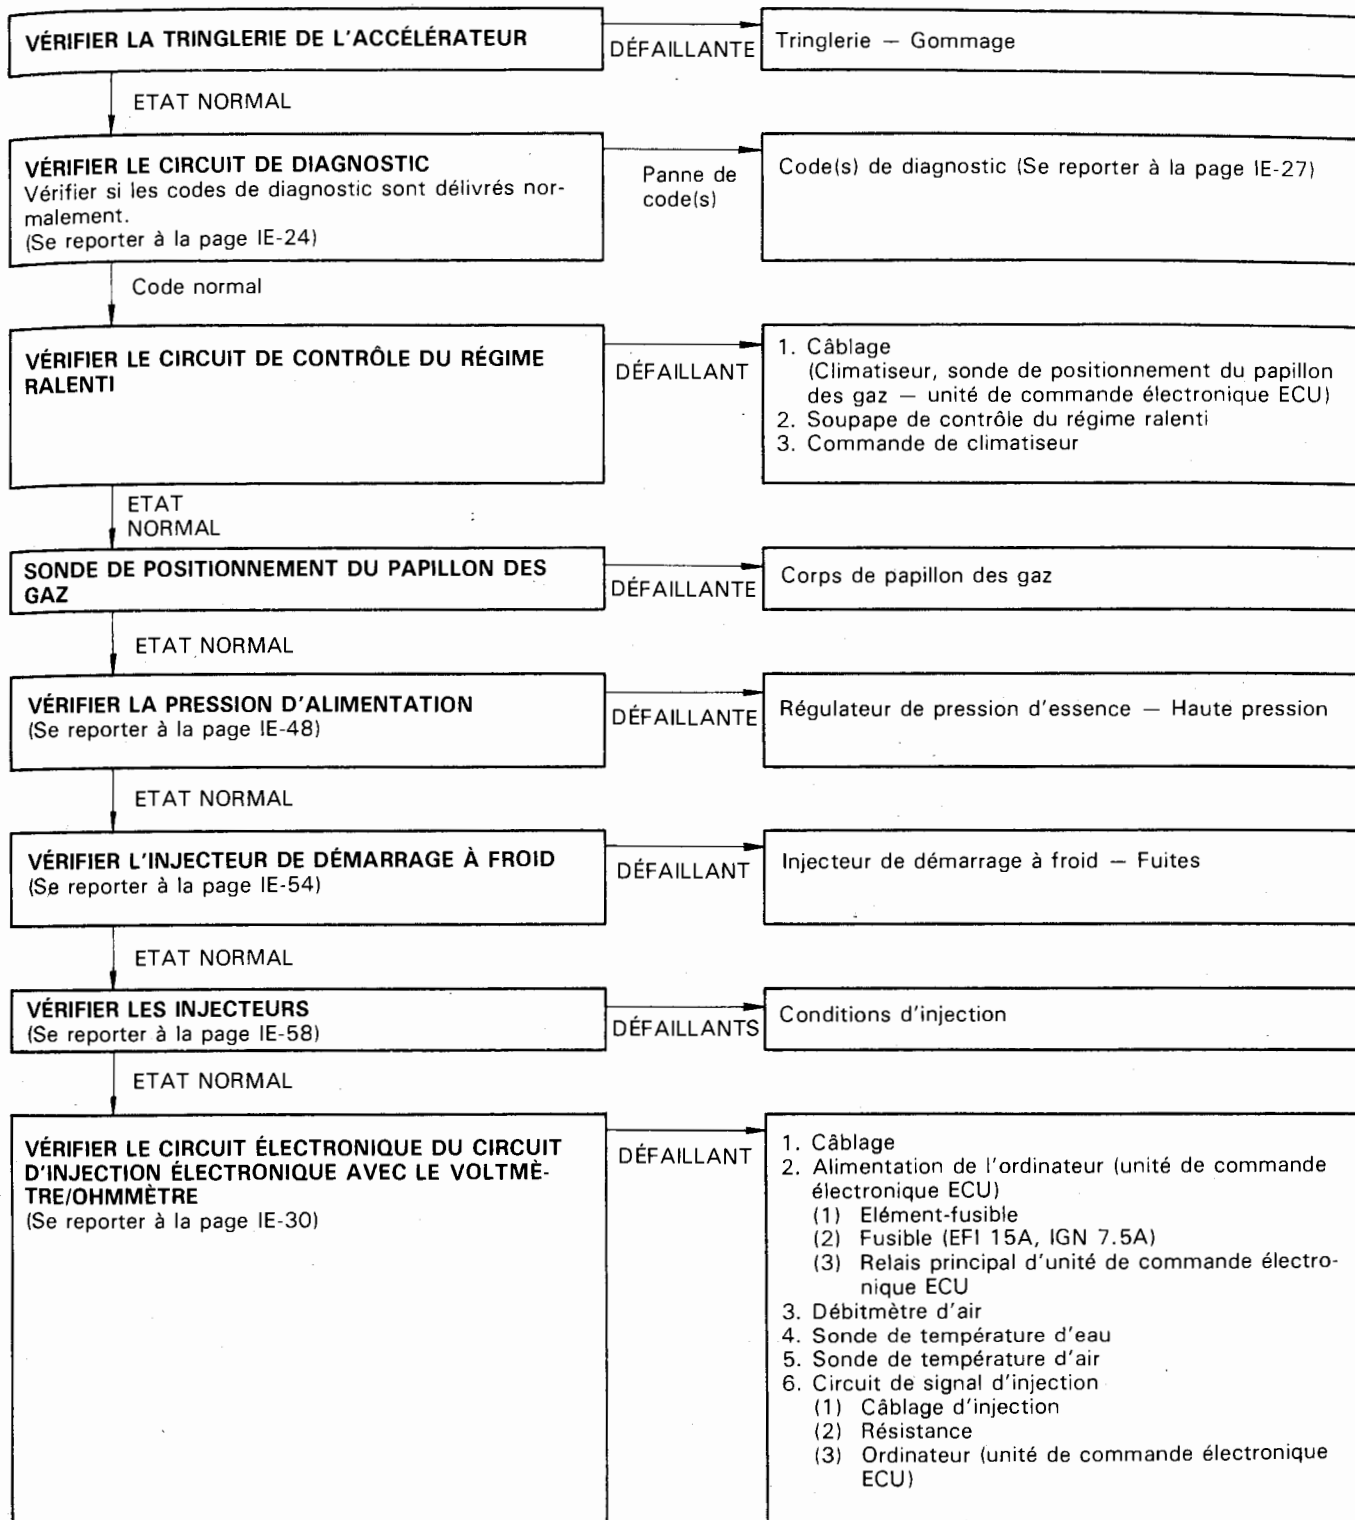 VÉRIFIER LA TRINGLERIE DE L'ACCÉLÉRATEUR
DÉFAILLANTE
Tringlerie — Gommage
ETAT NORMAL
VÉRIFIER LE CIRCUIT DE DIAGNOSTIC
Vérifier si les codes de diagnostic sont délivrés nor-
malement.
(Se reporter à la page IE-24)
Panne de
code(s)
Code(s) de diagnostic (Se reporter à la page IE-27)
Code normal
VÉRIFIER LE CIRCUIT DE CONTRÔLE DU RÉGIME
RALENTI
DÉFAILLANT
1. Câblage
(Climatiseur, sonde de positionnement du papillon
des gaz — unité de commande électronique ECU)
2. Soupape de contrôle du régime ralenti
3. Commande de climatiseur
ETAT
NORMAL
SONDE DE POSITIONNEMENT DU PAPILLON DES
GAZ
DÉFAILLANTE
Corps de papillon des gaz
ETAT NORMAL
VÉRIFIER LA PRESSION D'ALIMENTATION
(Se reporter à la page IE-48)
DÉFAILLANTE
Régulateur de pression d'essence — Haute pression
ETAT NORMAL
VÉRIFIER L'INJECTEUR DE DÉMARRAGE À FROID
(Se reporter à la page IE-54)
DÉFAILLANT
Injecteur de démarrage à froid — Fuites
ETAT NORMAL
VÉRIFIER LES INJECTEURS
(Se reporter à la page IE-58)
DÉFAILLANTS
Conditions d'injection
ETAT NORMAL
VÉRIFIER LE CIRCUIT ÉLECTRONIQUE DU CIRCUIT
D'INJECTION ÉLECTRONIQUE AVEC LE VOLTMÈ-
TRE/OHMMÈTRE
(Se reporter à la page IE-30)
DÉFAILLANT
1. Câblage
2. Alimentation de l'ordinateur (unité de commande
électronique ECU)
(1) Elément-fusible
(2) Fusible (EFI 15A, IGN 7.5A)
(3) Relais principal d'unité de commande électro-
nique ECU
3. Débitmètre d'air
4. Sonde de température d'eau
5. Sonde de température d'air
6. Circuit de signal d'injection
(1) Câblage d'injection
(2) Résistance
(3) Ordinateur (unité de commande électronique
ECU)